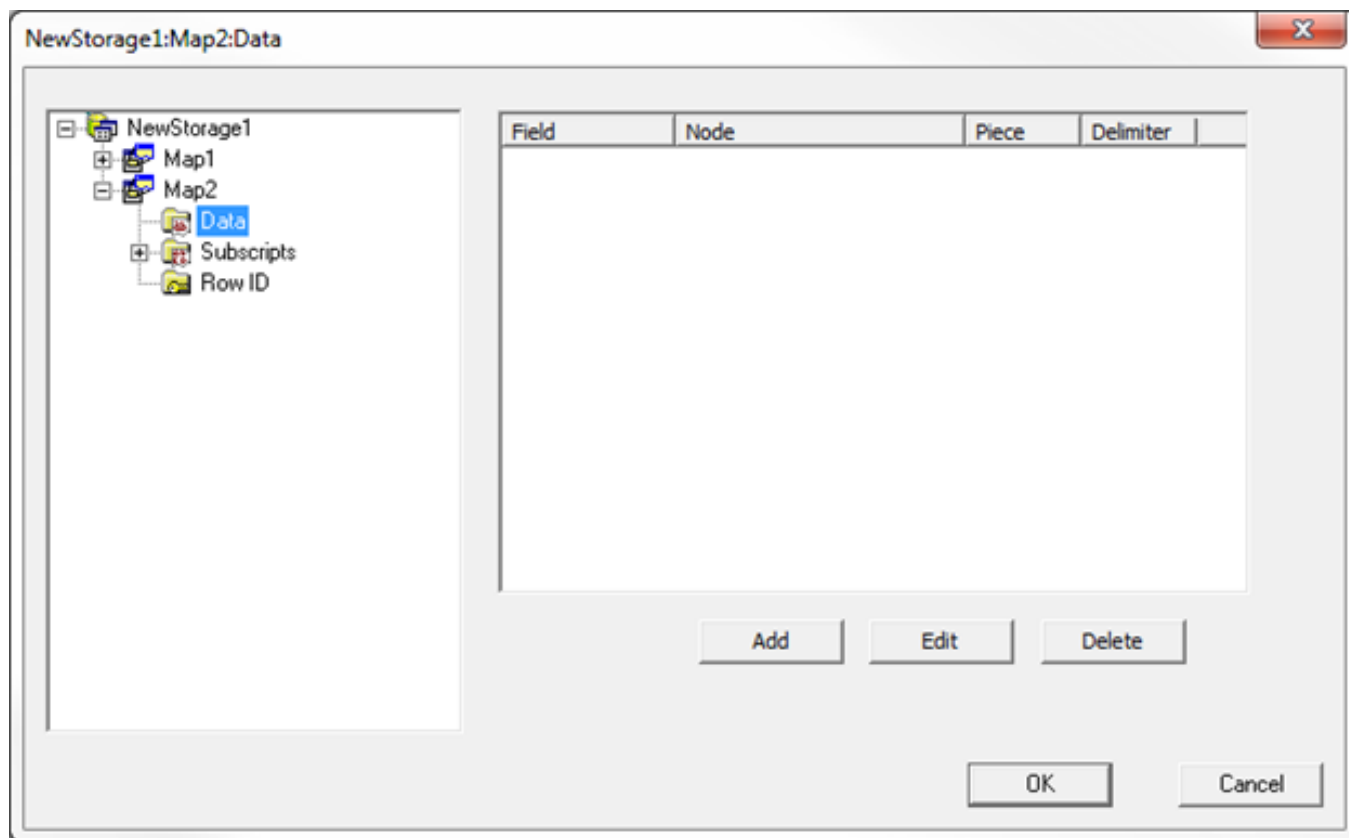 NewStorage1:Map2:Data
NewStorage1
Map1
Map2
Data
Subscripts
Row ID
Field Node Piece Delimiter
Add Edit Delete
OK Cancel